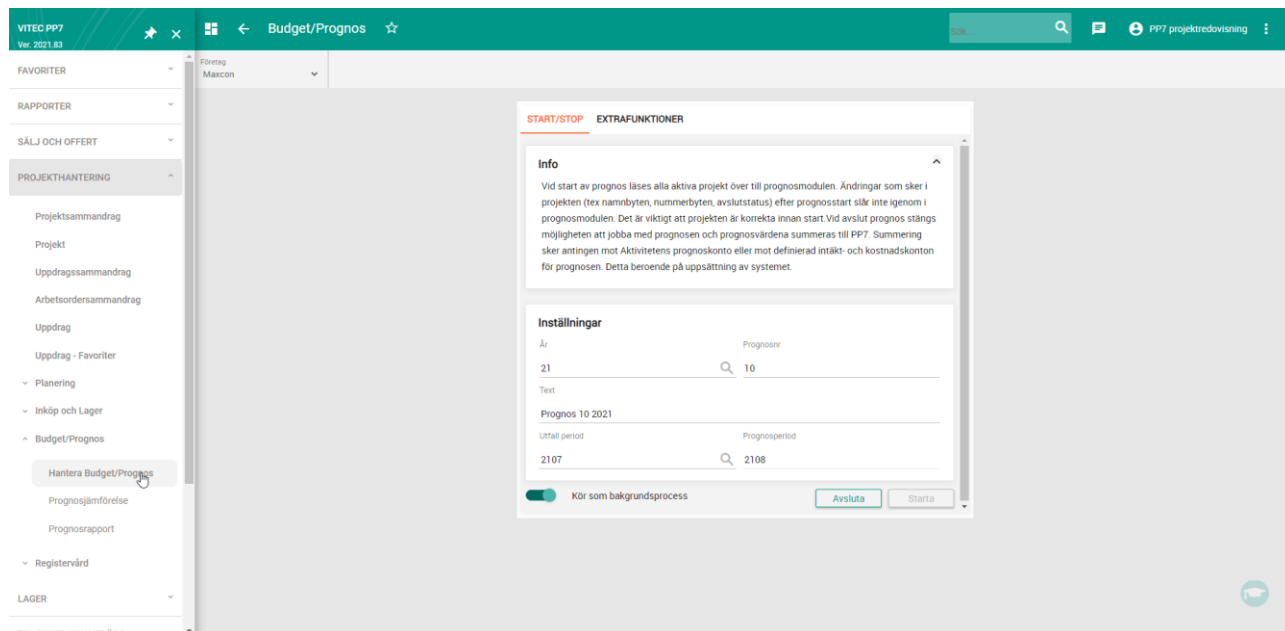 VITEC PP7
Ver. 2021.83
Budget/Prognos
Sök...
PP7 projektredovisning
FAVORITER
RAPPORTER
SÄLJ OCH OFFERT
PROJEKTHANTERING
Projektsammandrag
Projekt
Uppdragssammandrag
Arbetsordersammandrag
Uppdrag
Uppdrag - Favoriter
Planering
Inköp och Lager
Budget/Prognos
Hantera Budget/Prognos
Prognosjämförelse
Prognosrapport
Registervård
LAGER
Företag
Maxcon
START/STOP EXTRAFUNKTIONER
Info
Vid start av prognos läses alla aktiva projekt över till prognosmodulen. Ändringar som sker i
projekten (tex namnbyten, nummerbyten, avslutstatus) efter prognosstart slår inte igenom i
prognosmodulen. Det är viktigt att projekten är korrekta innan start.Vid avslut prognos stängs
möjligheten att jobba med prognosen och prognosvärdena summeras till PP7. Summering
sker antingen mot Aktivitetens prognoskonto eller mot definierad intäkt- och kostnadskonton
för prognosen. Detta beroende på uppsättning av systemet.
Inställningar
År Prognosnr
21 10
Text
Prognos 10 2021
Utfall period Prognosperiod
2107 2108
Kör som bakgrundsprocess Avsluta Starta